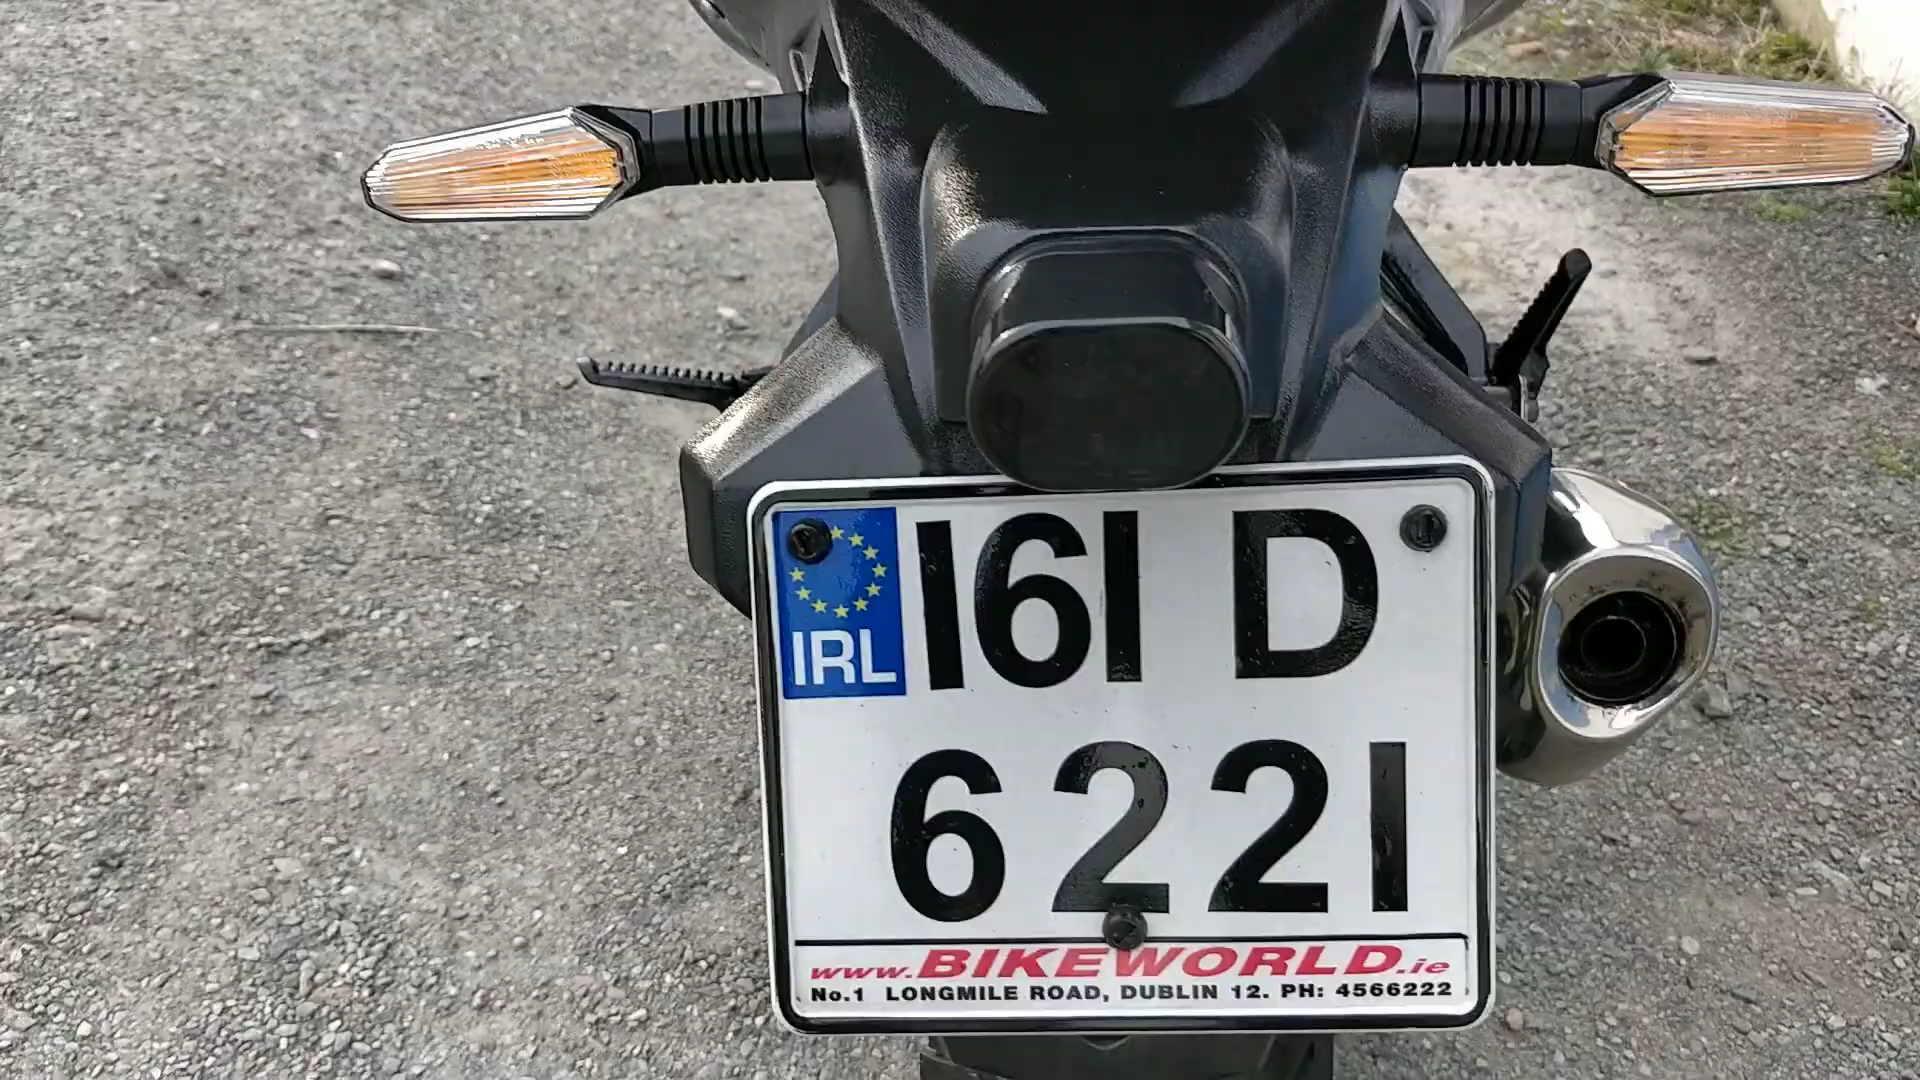 161 D
IRL
6221
www.BIKEWORLD.ie
No.1 LONGMILE ROAD, DUBLIN 12. PH: 4566222